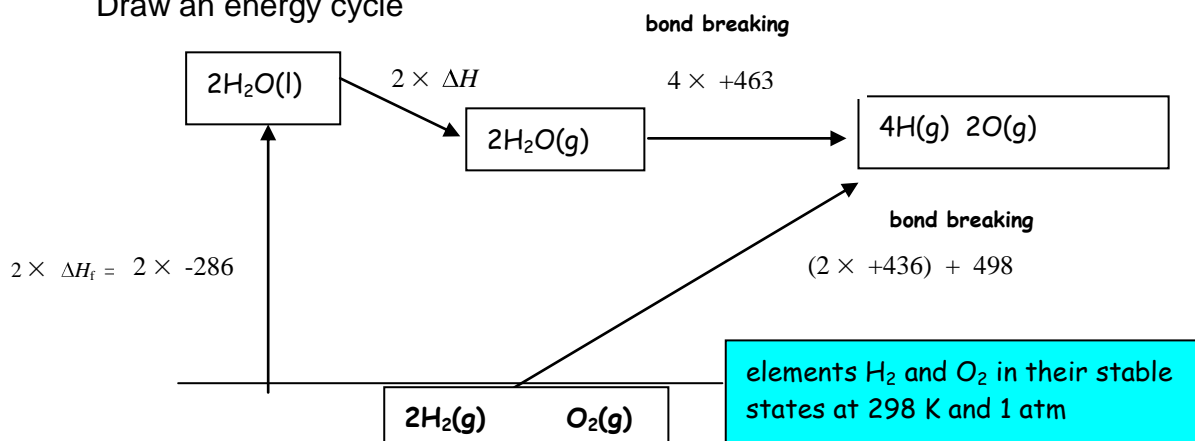 Draw an energy cycle
bond breaking
2H₂O(l)
2 × ΔH
4 × +463
2H₂O(g)
4H(g) 2O(g)
bond breaking
2 × ΔHf = 2 × -286
(2 × +436) + 498
elements H₂ and O₂ in their stable
states at 298 K and 1 atm
2H₂(g) O₂(g)